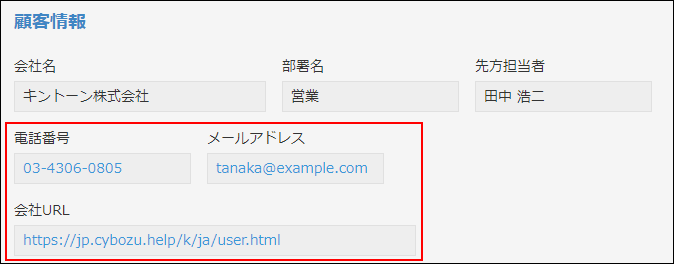 顧客情報
会社名 部署名 先方担当者
キントーン株式会社 営業 田中 浩二
電話番号 メールアドレス
03-4306-0805 tanaka@example.com
会社URL
https://jp.cybozu.help/k/ja/user.html